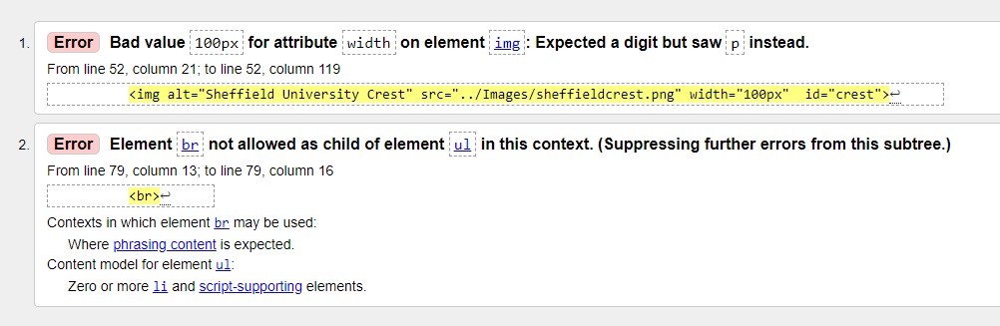 1. Error Bad value 100px for attribute width on element img: Expected a digit but saw p instead.
From line 52, column 21; to line 52, column 119
<img alt="Sheffield University Crest" src="../Images/sheffieldcrest.png" width="100px"  id="crest">↩
2. Error Element br not allowed as child of element ul in this context. (Suppressing further errors from this subtree.)
From line 79, column 13; to line 79, column 16
<br>↩
Contexts in which element br may be used:
Where phrasing content is expected.
Content model for element ul:
Zero or more li and script-supporting elements.